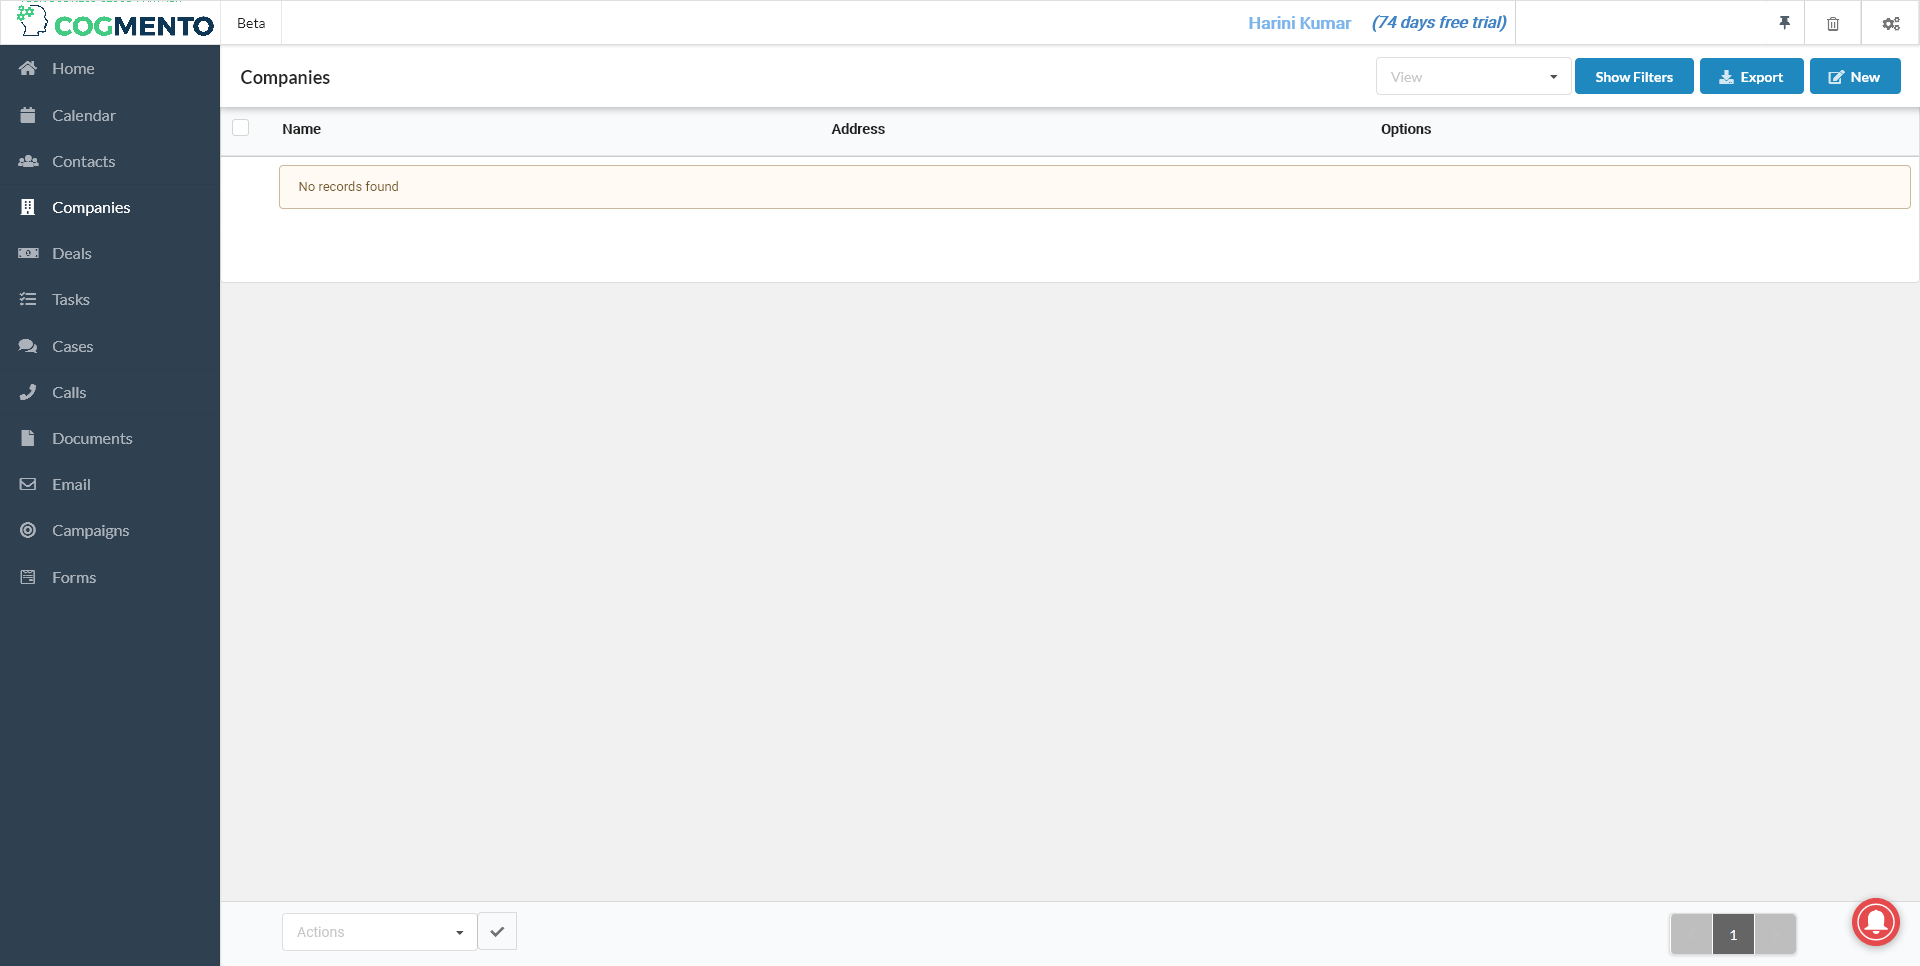 COGMENTO
Beta
Harini Kumar
(74 days free trial)
Home
Calendar
Contacts
Companies
Deals
Tasks
Cases
Calls
Documents
Email
Campaigns
Forms
Companies
View
Show Filters
Export
New
Name
Address
Options
No records found
Actions
1